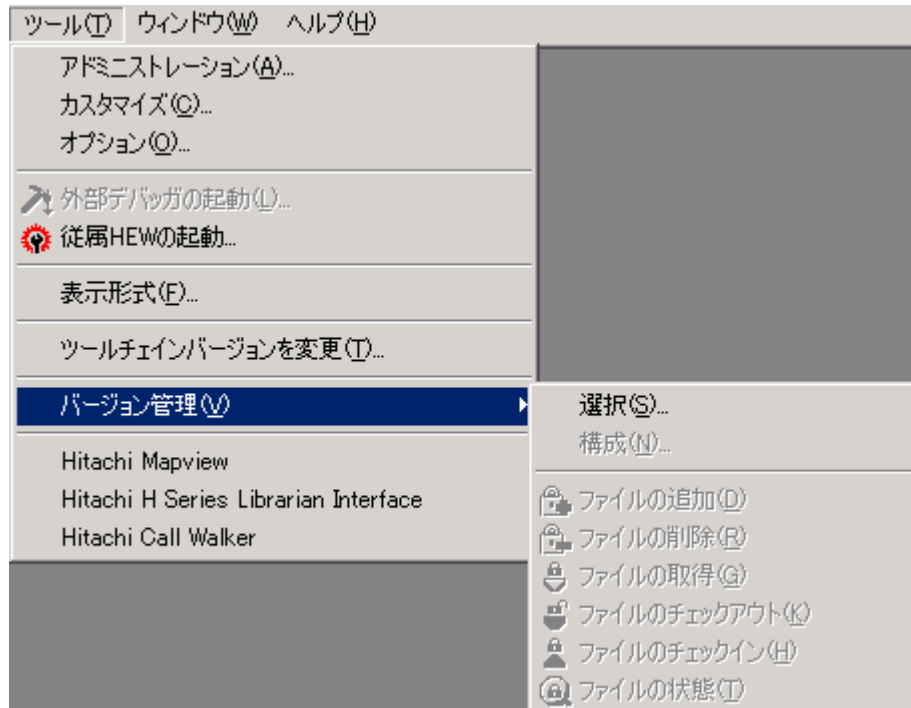 ツール(T) ウィンドウ(W) ヘルプ(H)
アドミニストレーション(A)...
カスタマイズ(C)...
オプション(O)...
外部デバッガの起動(L)...
従属HEWの起動...
表示形式(F)...
ツールチェインバージョンを変更(T)...
バージョン管理(V)
Hitachi Mapview
Hitachi H Series Librarian Interface
Hitachi Call Walker
選択(S)...
構成(N)...
ファイルの追加(D)
ファイルの削除(R)
ファイルの取得(G)
ファイルのチェックアウト(K)
ファイルのチェックイン(H)
ファイルの状態(T)